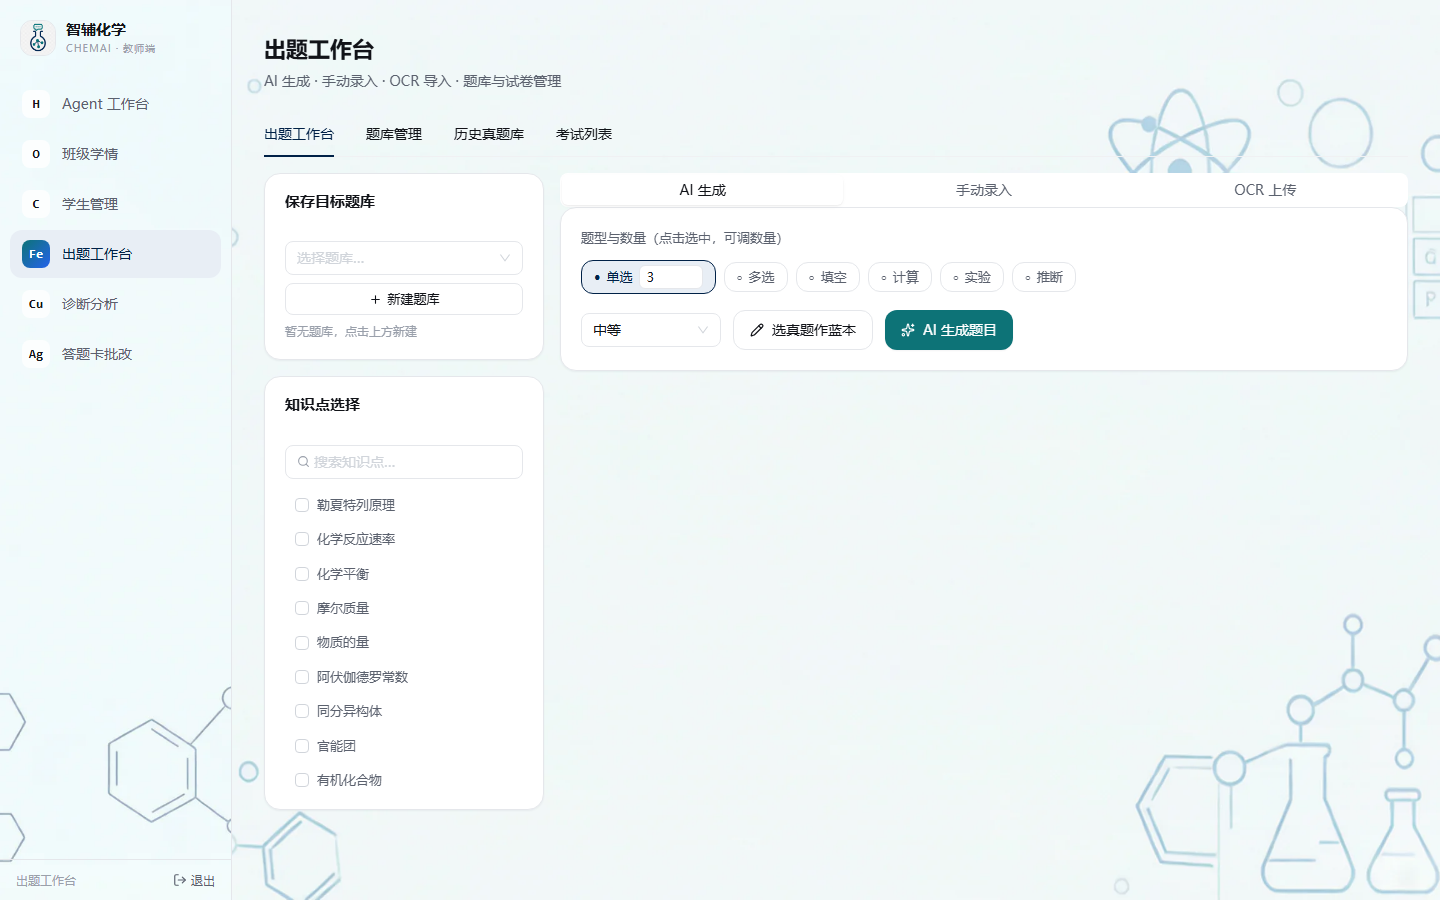 智辅化学
CHEMAI · 教师端
H Agent 工作台
O 班级学情
C 学生管理
Fe 出题工作台
Cu 诊断分析
Ag 答题卡批改
出题工作台
退出
出题工作台
AI 生成 · 手动录入 · OCR 导入 · 题库与试卷管理
出题工作台 题库管理 历史真题库 考试列表
保存目标题库
选择题库...
+ 新建题库
暂无题库，点击上方新建
知识点选择
搜索知识点...
勒夏特列原理
化学反应速率
化学平衡
摩尔质量
物质的量
阿伏伽德罗常数
同分异构体
官能团
有机化合物
AI 生成 手动录入 OCR 上传
题型与数量（点击选中，可调数量）
● 单选 3 ○ 多选 ○ 填空 ○ 计算 ○ 实验 ○ 推断
中等 选真题作蓝本 AI 生成题目
a
P